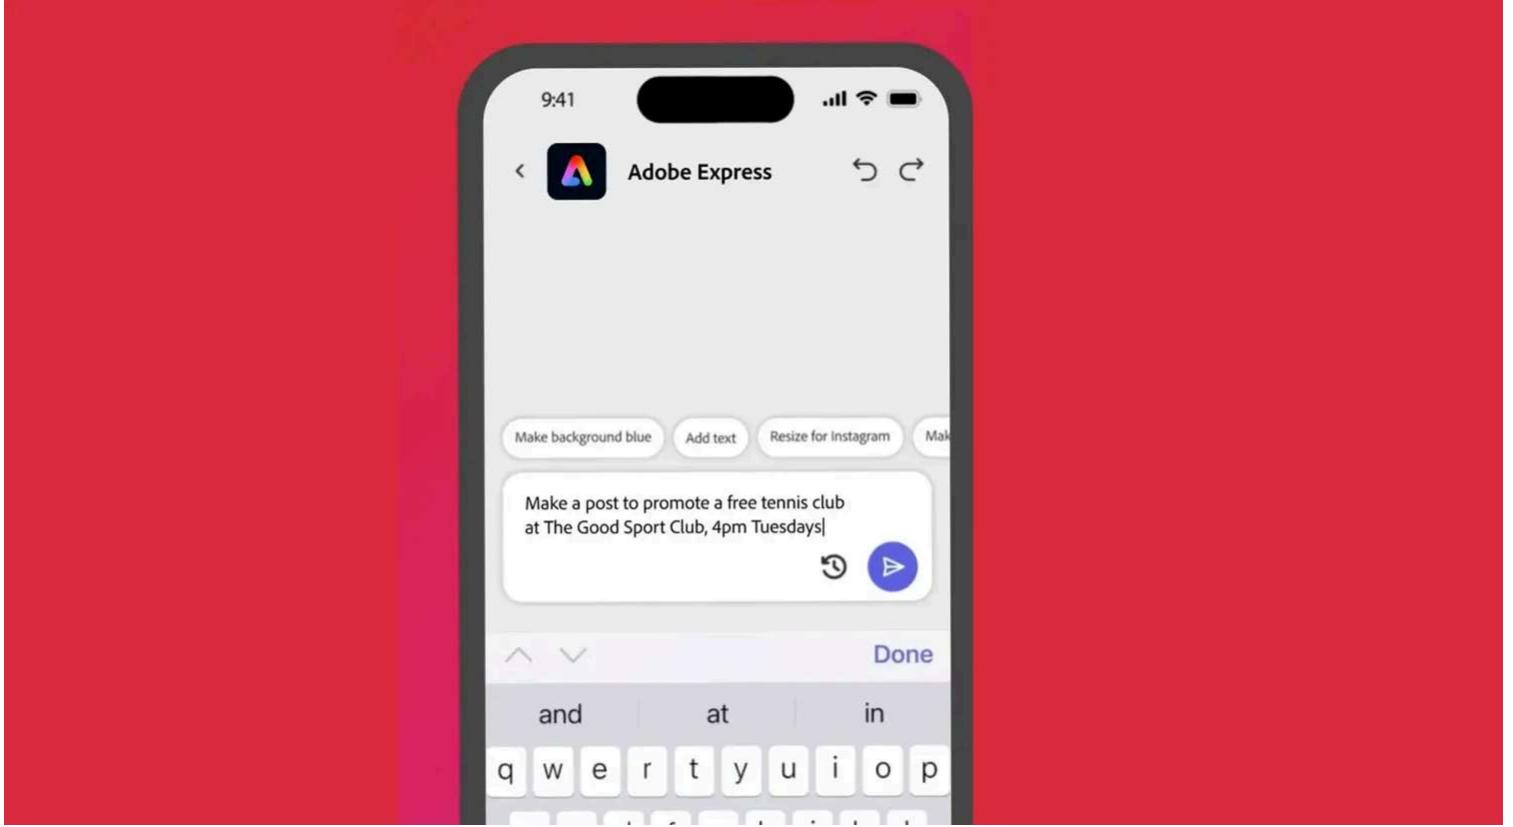 9:41
Adobe Express
Make background blue
Add text
Resize for Instagram
Mak
Make a post to promote a free tennis club
at The Good Sport Club, 4pm Tuesdays
Done
and at in
q w e r t y u i o p